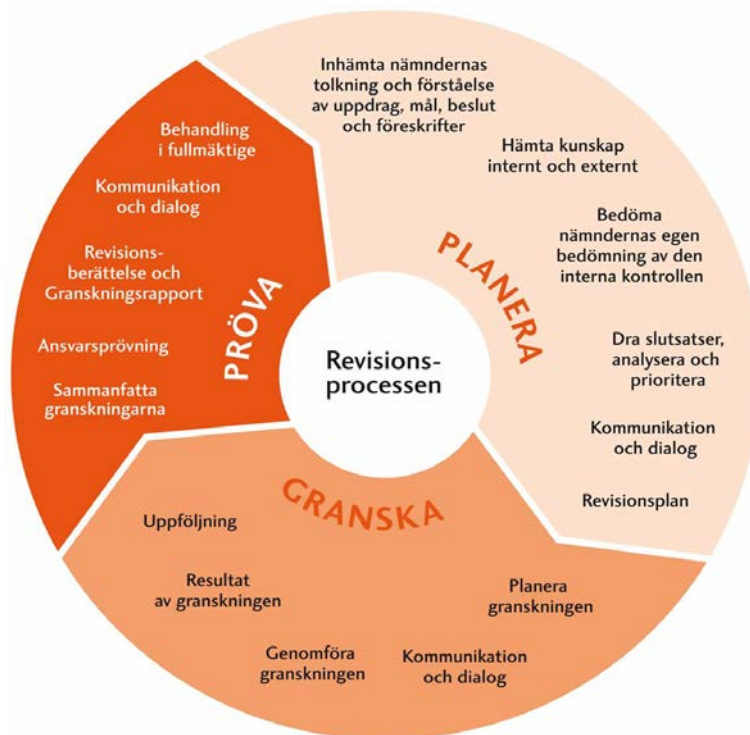 Revisions-
processen
PLANERA
Inhämta nämndernas
tolkning och förståelse
av uppdrag, mål, beslut
och föreskrifter
Hämta kunskap
internt och externt
Bedöma
nämndernas egen
bedömning av den
interna kontrollen
Dra slutsatser,
analysera och
prioritera
Kommunikation
och dialog
Revisionsplan
GRANSKA
Planera
granskningen
Kommunikation
och dialog
Genomföra
granskningen
Resultat
av granskningen
Uppföljning
PRÖVA
Sammanfatta
granskningarna
Ansvarsprövning
Revisions-
berättelse och
Granskningsrapport
Kommunikation
och dialog
Behandling
i fullmäktige